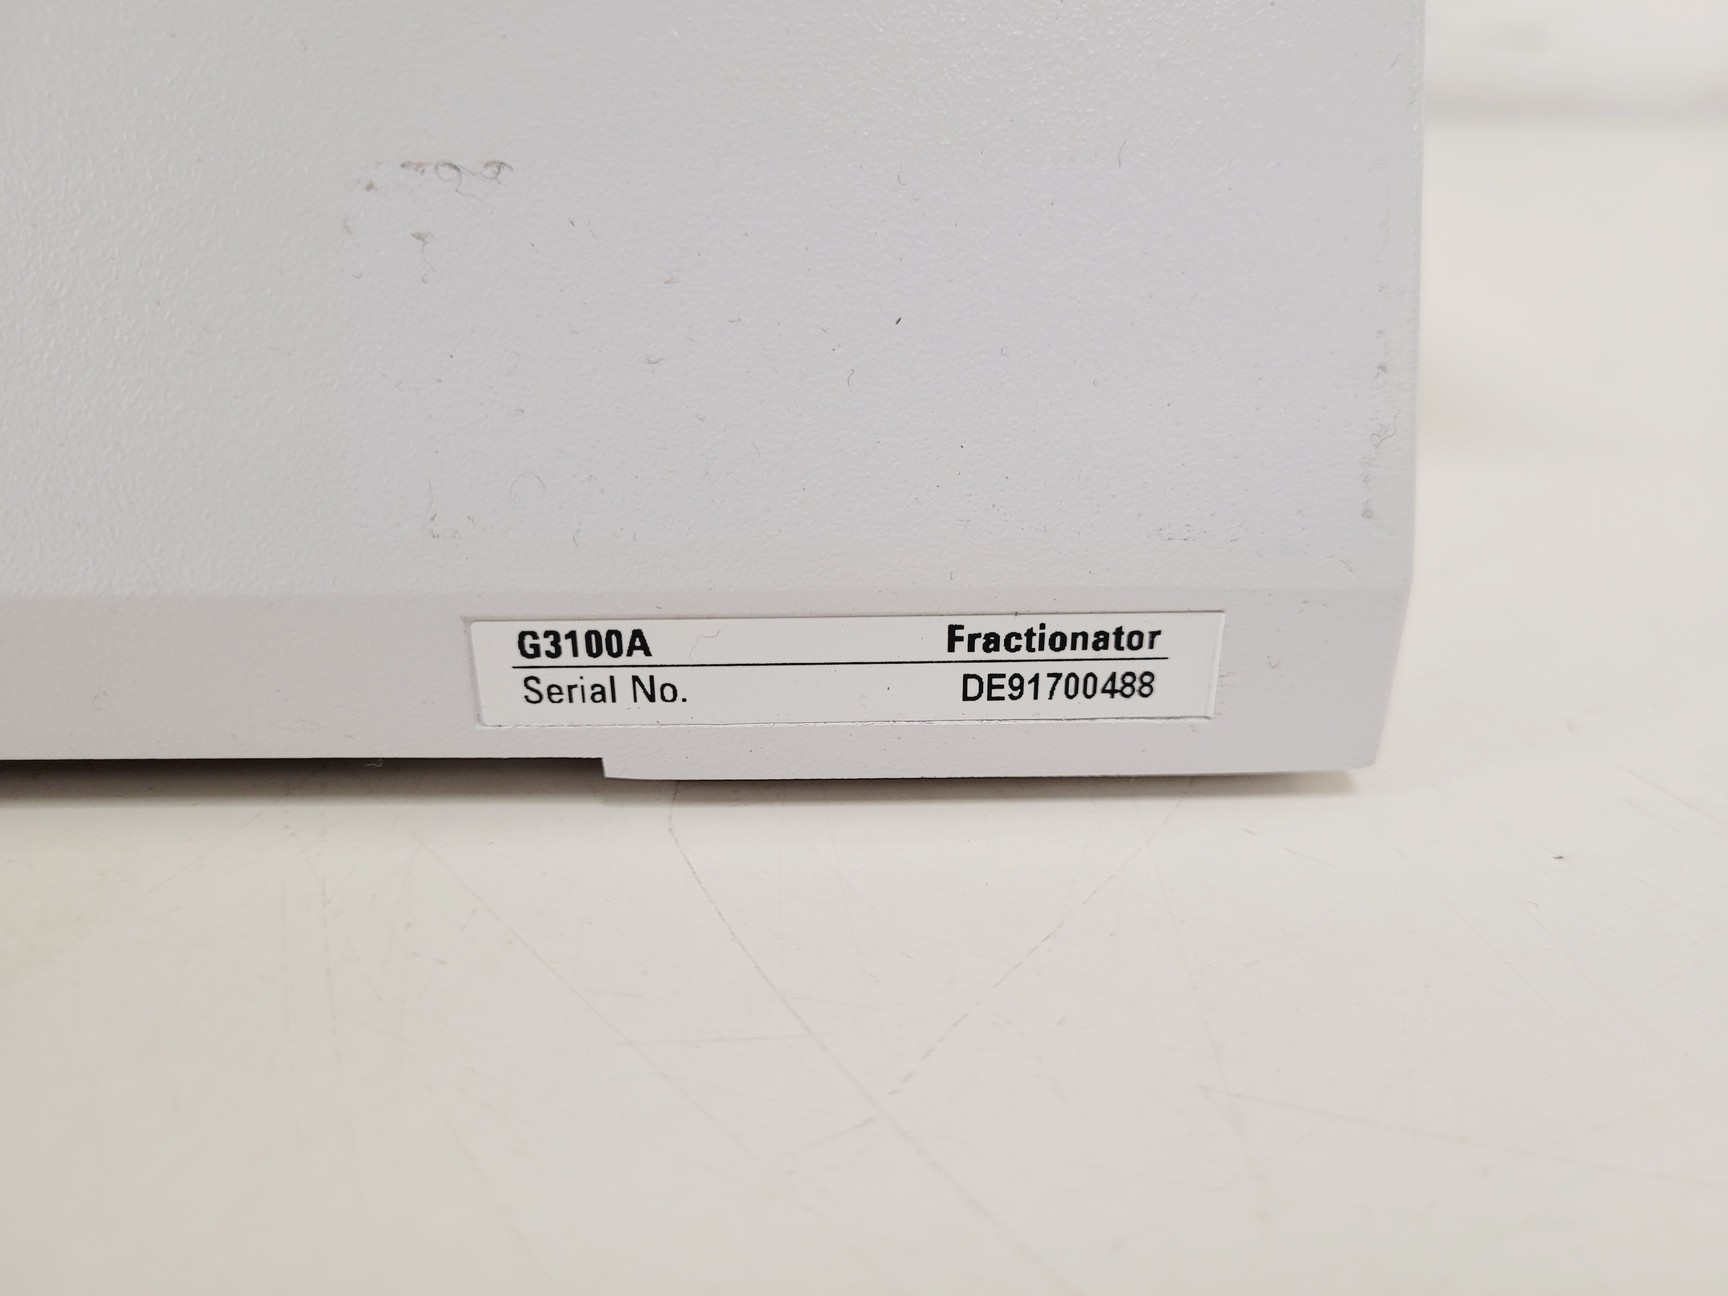 G3100A Fractionator
Serial No. DE91700488